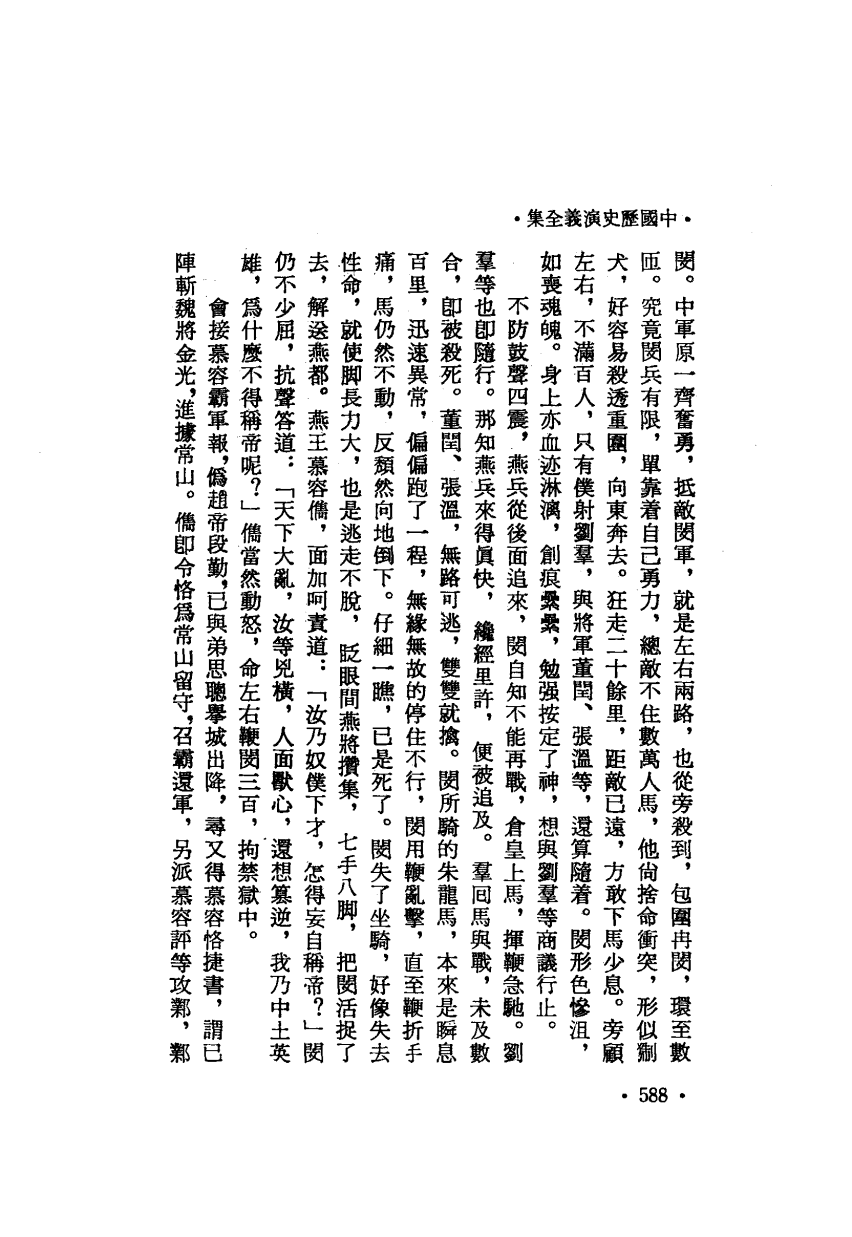 •中國歷史演義全集•
閔。中軍原一齊奮勇，抵敵閔軍，就是左右兩路，也從旁殺到，包圍冉閔，環至數
匝。究竟閔兵有限，單靠着自己勇力，總敵不住數萬人馬，他尙捨命衝突，形似猘
犬，好容易殺透重圍，向東奔去。狂走二十餘里，距敵已遠，方敢下馬少息。旁顧
左右，不滿百人，只有僕射劉羣，與將軍董閏、張溫等，還算隨着。閔形色慘沮，
如喪魂魄。身上亦血迹淋漓，創痕纍纍，勉强按定了神，想與劉羣等商議行止。
不防鼓聲四震，燕兵從後面追來，閔自知不能再戰，倉皇上馬，揮鞭急馳。劉
羣等也卽隨行。那知燕兵來得眞快，纔經里許，便被追及。羣回馬與戰，未及數
合，卽被殺死。董閏、張溫，無路可逃，雙雙就擒。閔所騎的朱龍馬，本來是瞬息
百里，迅速異常，偏偏跑了一程，無緣無故的停住不行，閔用鞭亂擊，直至鞭折手
痛，馬仍然不動，反頹然向地倒下。仔細一瞧，已是死了。閔失了坐騎，好像失去
性命，就使脚長力大，也是逃走不脫，眨眼間燕將攢集，七手八脚，把閔活捉了
去，解送燕都。燕王慕容儁，面加呵責道：「汝乃奴僕下才，怎得妄自稱帝？」閔
仍不少屈，抗聲答道：「天下大亂，汝等兇橫，人面獸心，還想篡逆，我乃中土英
雄，爲什麼不得稱帝呢？」儁當然動怒，命左右鞭閔三百，拘禁獄中。
會接慕容霸軍報，僞趙帝段勤，已與弟思聰擧城出降，尋又得慕容恪捷書，謂已
陣斬魏將金光，進據常山。儁卽令恪爲常山留守，召霸還軍，另派慕容評等攻鄴，鄴
•588•